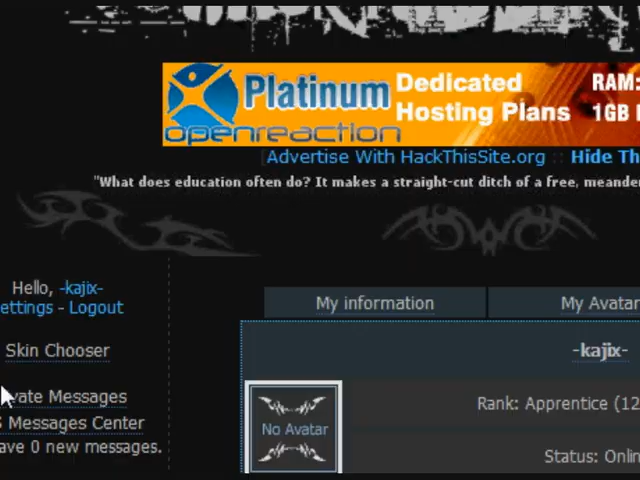 Platinum
openreaction
Dedicated
Hosting Plans
RAM:
1GB
Advertise With HackThisSite.org :: Hide Th
"What does education often do? It makes a straight-cut ditch of a free, meander
Hello, -kajix-
ettings - Logout
Skin Chooser
vate Messages
S Messages Center
ave 0 new messages.
My information
My Avatar
-kajix-
No Avatar
Rank: Apprentice (12
Status: Onlin